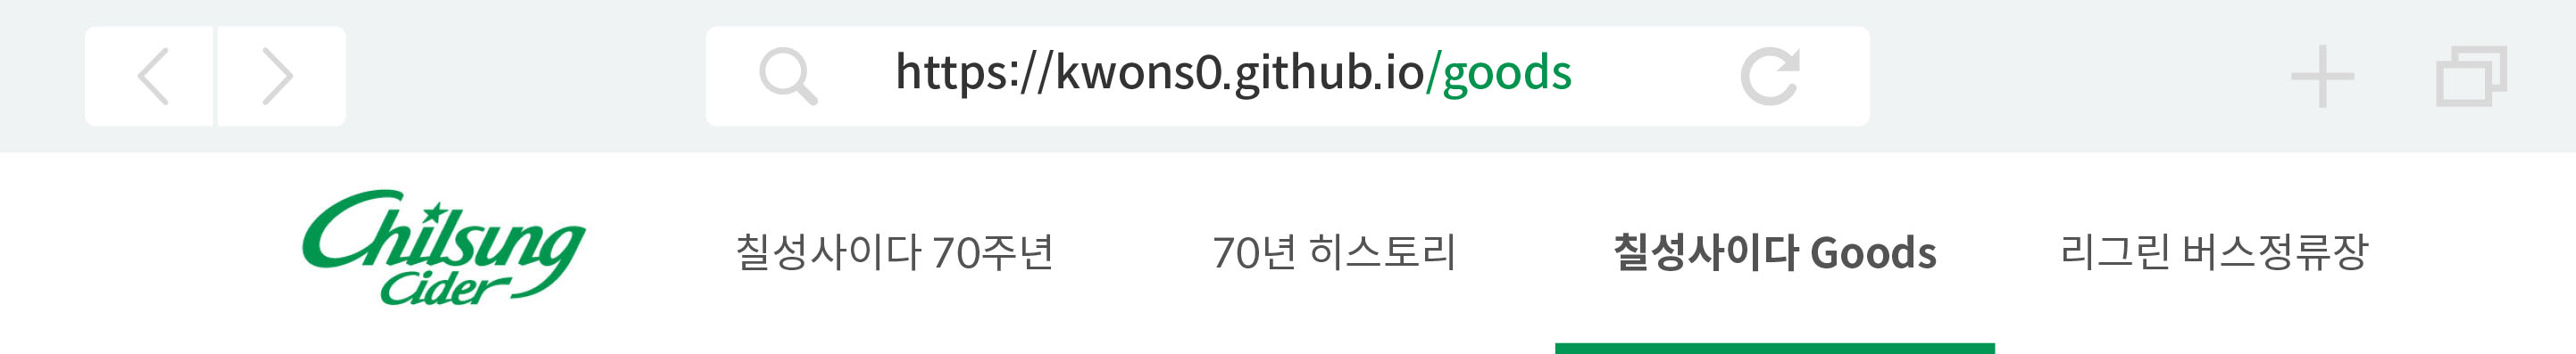 https://kwons0.github.io/goods
Chilsung
Cider
칠성사이다 70주년
70년 히스토리
칠성사이다 Goods
리그린 버스정류장